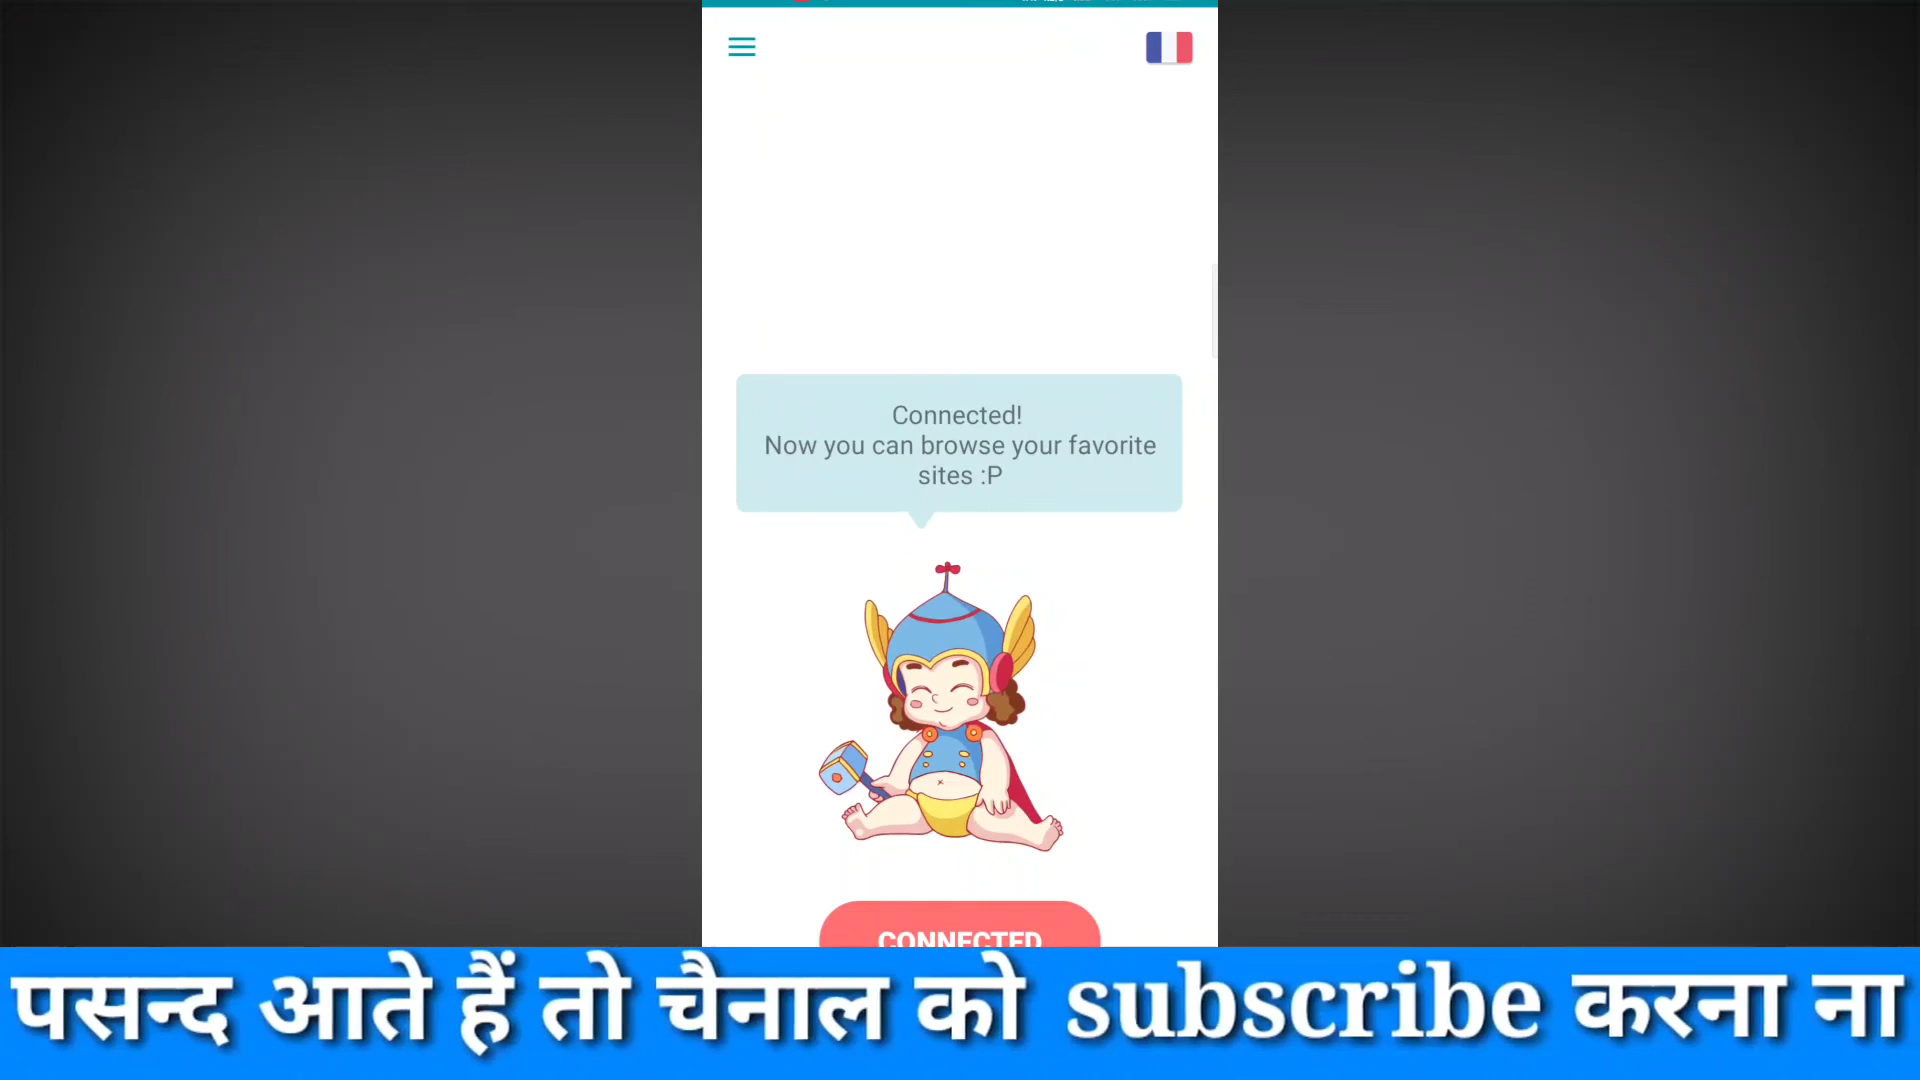 Connected!
Now you can browse your favorite
sites :P
CONNECTED
पसन्द आते हैं तो चैनाल को subscribe करना ना